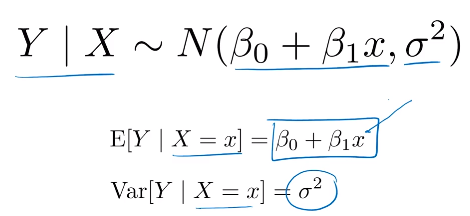 Y | X ∼ N(β₀ + β₁x, σ²)
E[Y | X = x] = β₀ + β₁x
Var[Y | X = x] = σ²